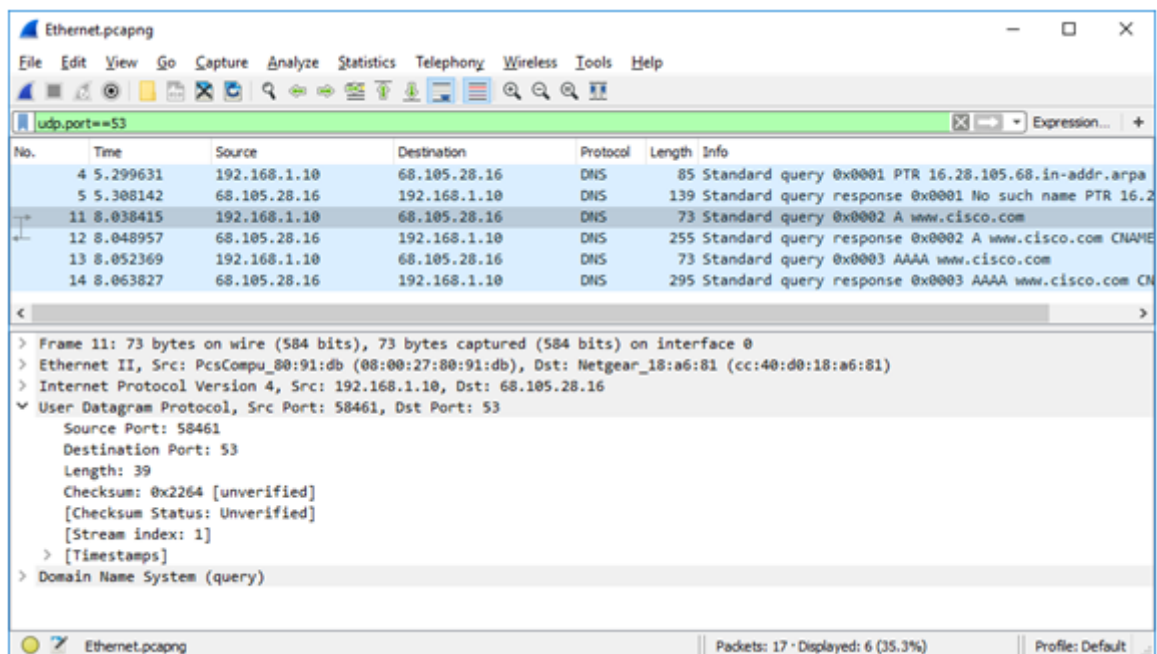 Ethernet.pcapng
File Edit View Go Capture Analyze Statistics Telephony Wireless Tools Help
udp.port==53 Expression... +
No. Time Source Destination Protocol Length Info
4 5.299631 192.168.1.10 68.105.28.16 DNS 85 Standard query 0x0001 PTR 16.28.105.68.in-addr.arpa
5 5.308142 68.105.28.16 192.168.1.10 DNS 139 Standard query response 0x0001 No such name PTR 16.2
11 8.038415 192.168.1.10 68.105.28.16 DNS 73 Standard query 0x0002 A www.cisco.com
12 8.048957 68.105.28.16 192.168.1.10 DNS 255 Standard query response 0x0002 A www.cisco.com CNAME
13 8.052369 192.168.1.10 68.105.28.16 DNS 73 Standard query 0x0003 AAAA www.cisco.com
14 8.063827 68.105.28.16 192.168.1.10 DNS 295 Standard query response 0x0003 AAAA www.cisco.com CN
> Frame 11: 73 bytes on wire (584 bits), 73 bytes captured (584 bits) on interface 0
> Ethernet II, Src: PcsCompu_80:91:db (08:00:27:80:91:db), Dst: Netgear_18:a6:81 (cc:40:d0:18:a6:81)
> Internet Protocol Version 4, Src: 192.168.1.10, Dst: 68.105.28.16
User Datagram Protocol, Src Port: 58461, Dst Port: 53
Source Port: 58461
Destination Port: 53
Length: 39
Checksum: 0x2264 [unverified]
[Checksum Status: Unverified]
[Stream index: 1]
> [Timestamps]
> Domain Name System (query)
Ethernet.pcapng Packets: 17 · Displayed: 6 (35.3%) Profile: Default